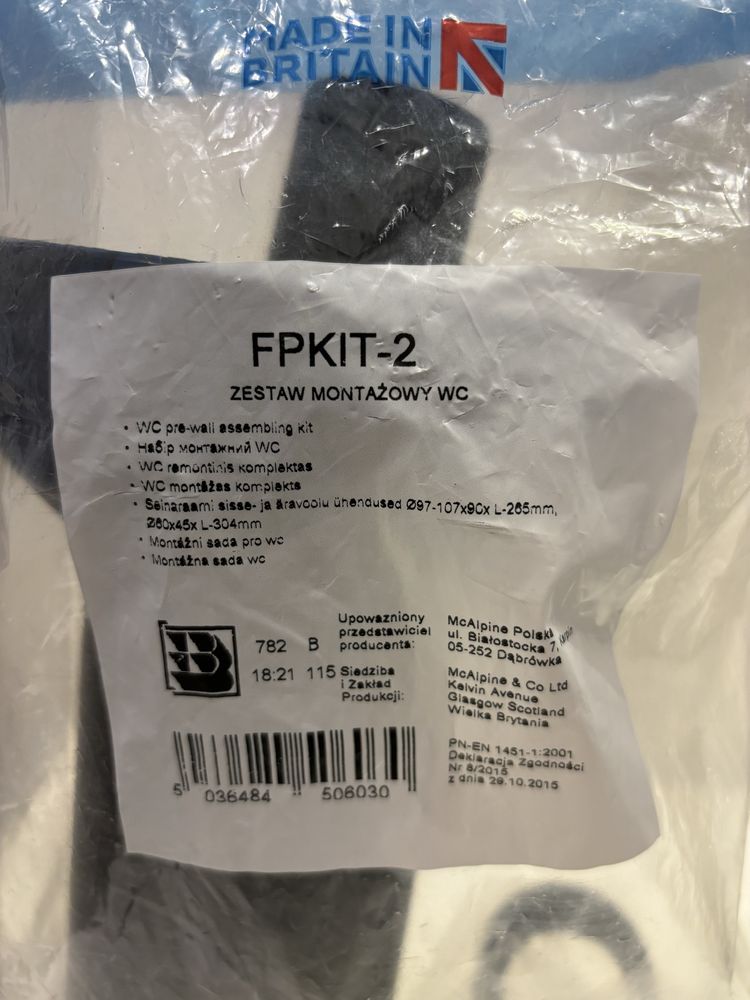 MADE IN
BRITAIN
FPKIT-2
ZESTAW MONTAŻOWY WC
• WC pre-wall assembling kit
• Набір монтажний WC
• WC remontinis komplektas
• WC montāžas komplekts
• Seinaraami sisse- ja äravoolu ühendused Ø97-107x90x L-265mm,
Ø60x45x L-304mm
• Montážní sada pro wc
• Montážna sada wc
B
782 B
18:21 115
Upoważniony
przedstawiciel
producenta:
McAlpine Polska
ul. Białostocka 7,
05-252 Dąbrówka
Siedziba
i Zakład
Produkcji:
McAlpine & Co Ltd
Kelvin Avenue
Glasgow Scotland
Wielka Brytania
PN-EN 1451-1:2001
Deklaracja Zgodności
Nr 8/2015
z dnia 29.10.2015
5 036484 506030